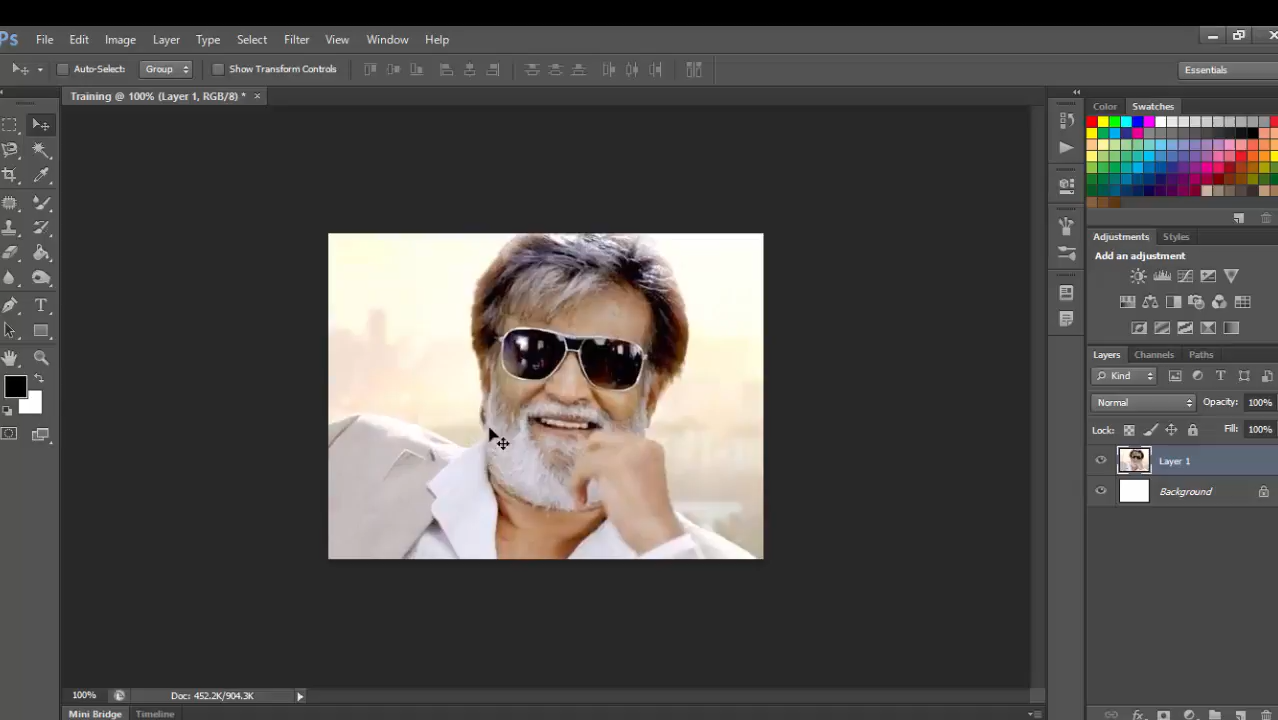 Ps File Edit Image Layer Type Select Filter View Window Help
Auto-Select: Group Show Transform Controls Essentials
Training @ 100% (Layer 1, RGB/8) * ×
Color Swatches
Adjustments Styles
Add an adjustment
Layers Channels Paths
Kind
Normal Opacity: 100%
Lock: Fill: 100%
Layer 1
Background
100% Doc: 452.2K/904.3K
Mini Bridge Timeline